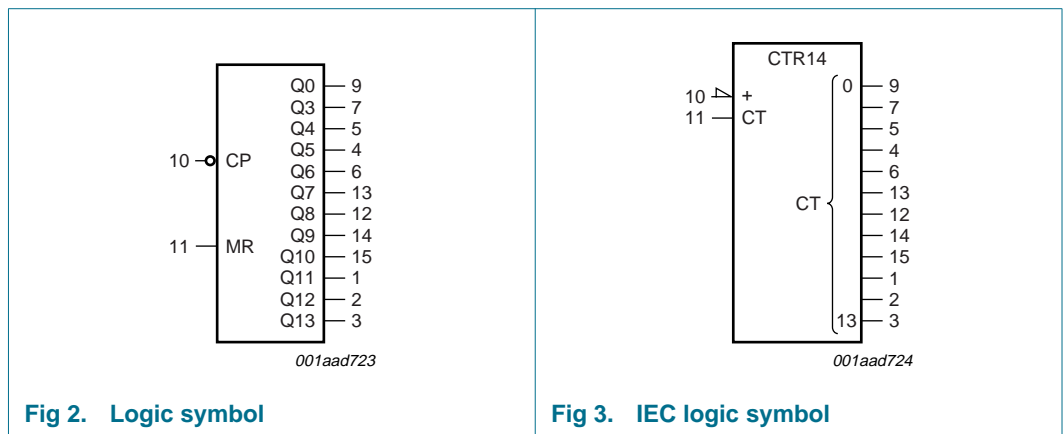 Q0 9
Q3 7
Q4 5
Q5 4
10 CP Q6 6
Q7 13
Q8 12
Q9 14
11 MR Q10 15
Q11 1
Q12 2
Q13 3
001aad723
Fig 2. Logic symbol
CTR14
0 9
10 + 7
11 CT 5
4
6
13
CT 12
14
15
1
2
13 3
001aad724
Fig 3. IEC logic symbol